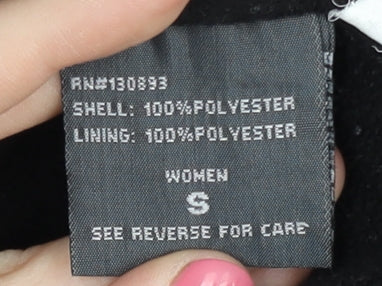 RN#130893
SHELL: 100%POLYESTER
LINING: 100%POLYESTER
WOMEN
S
SEE REVERSE FOR CARE